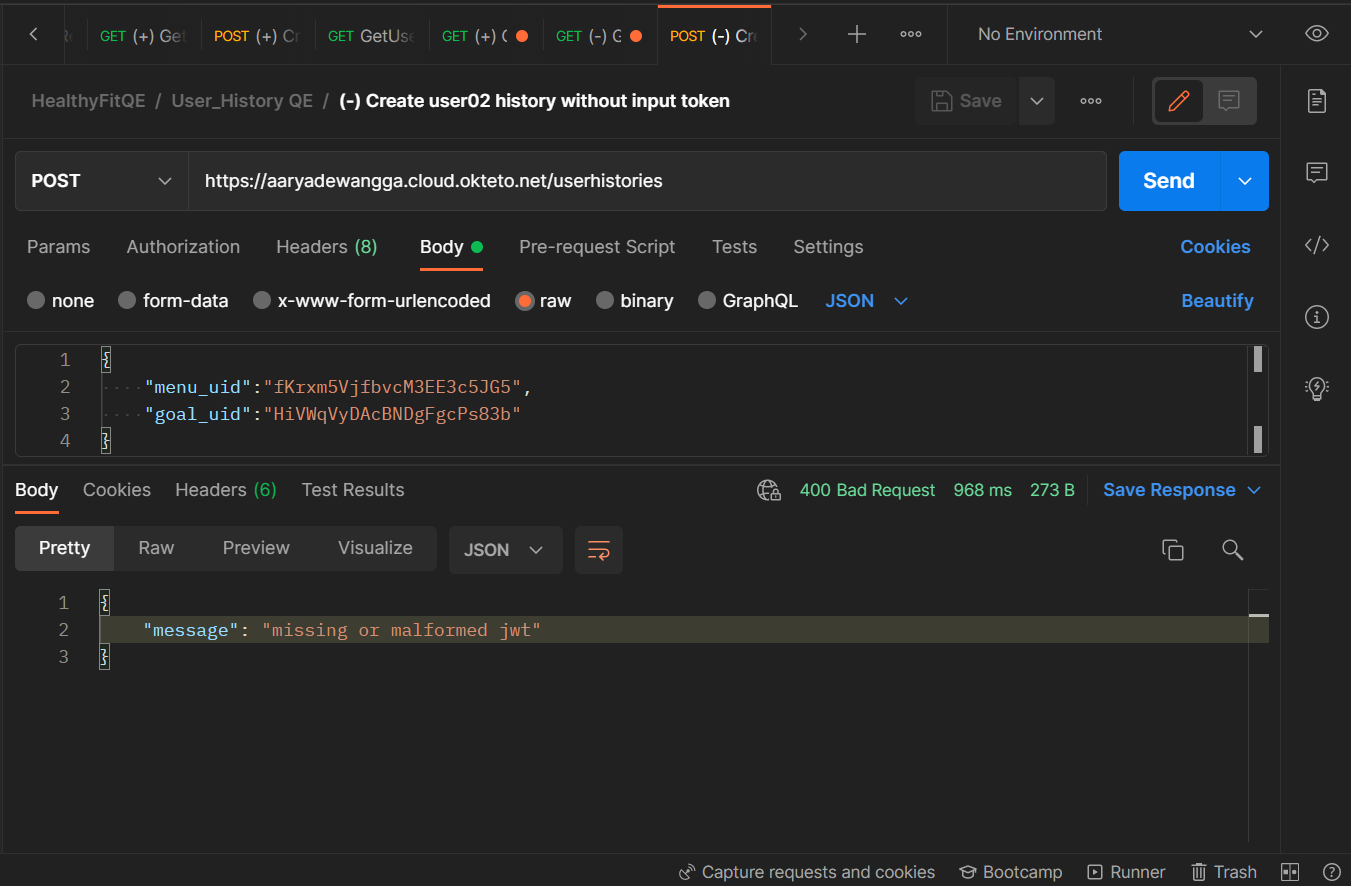 GET (+) Get POST (+) Cr GET GetUse GET (+) GET (-) G POST (-) Cre No Environment
HealthyFitQE / User_History QE / (-) Create user02 history without input token Save
POST https://aaryadewangga.cloud.okteto.net/userhistories Send
Params Authorization Headers (8) Body Pre-request Script Tests Settings Cookies
none form-data x-www-form-urlencoded raw binary GraphQL JSON Beautify
1 {
2 "menu_uid":"fKrxm5VjfbvcM3EE3c5JG5",
3 "goal_uid":"HiVWqVyDAcBNDgFgcPs83b"
4 }
Body Cookies Headers (6) Test Results 400 Bad Request 968 ms 273 B Save Response
Pretty Raw Preview Visualize JSON
1 {
2 "message": "missing or malformed jwt"
3 }
Capture requests and cookies Bootcamp Runner Trash